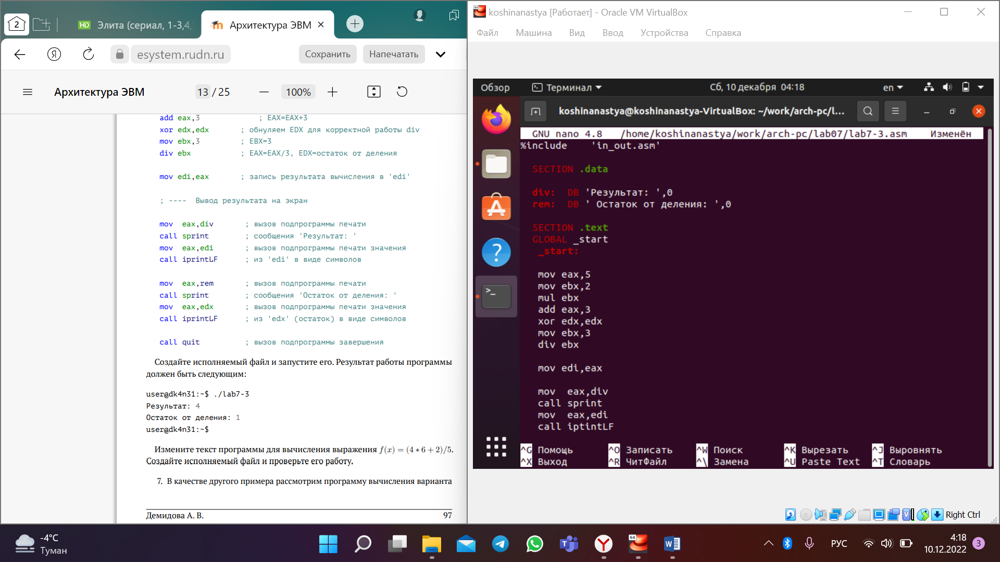 2
HD Элита (сериал, 1-3,4,
Архитектура ЭВМ
Я
esystem.rudn.ru
Сохранить
Напечатать
Архитектура ЭВМ
13 / 25
100%
add eax,3 ; EAX=EAX+3
xor edx,edx ; обнуляем EDX для корректной работы div
mov ebx,3 ; EBX=3
div ebx ; EAX=EAX/3, EDX=остаток от деления
mov edi,eax ; запись результата вычисления в 'edi'
; ---- Вывод результата на экран
mov eax,div ; вызов подпрограммы печати
call sprint ; сообщения 'Результат: '
mov eax,edi ; вызов подпрограммы печати значения
call iprintLF ; из 'edi' в виде символов
mov eax,rem ; вызов подпрограммы печати
call sprint ; сообщения 'Остаток от деления: '
mov eax,edx ; вызов подпрограммы печати значения
call iprintLF ; из 'edx' (остаток) в виде символов
call quit ; вызов подпрограммы завершения
Создайте исполняемый файл и запустите его. Результат работы программы
должен быть следующим:
user@dk4n31:~$ ./lab7-3
Результат: 4
Остаток от деления: 1
user@dk4n31:~$
Измените текст программы для вычисления выражения f(x) = (4 * 6 + 2)/5.
Создайте исполняемый файл и проверьте его работу.
7. В качестве другого примера рассмотрим программу вычисления варианта
Демидова А. В. 97
64
koshinanastya [Работает] - Oracle VM VirtualBox
Файл Машина Вид Ввод Устройства Справка
Обзор
Терминал
Сб, 10 декабря 04:18
en
koshinanastya@koshinanastya-VirtualBox: ~/work/arch-pc/l...
GNU nano 4.8 /home/koshinanastya/work/arch-pc/lab07/lab7-3.asm Изменён
%include 'in_out.asm'
SECTION .data
div: DB 'Результат: ',0
rem: DB ' Остаток от деления: ',0
SECTION .text
GLOBAL _start
_start:
mov eax,5
mov ebx,2
mul ebx
add eax,3
xor edx,edx
mov ebx,3
div ebx
mov edi,eax
mov eax,div
call sprint
mov eax,edi
call iptintLF
^G Помощь ^O Записать ^W Поиск ^K Вырезать ^J Выровнять
^X Выход ^R ЧитФайл ^\ Замена ^U Paste Text ^T Словарь
Right Ctrl
-4°C
Туман
64
РУС
4:18
10.12.2022
3